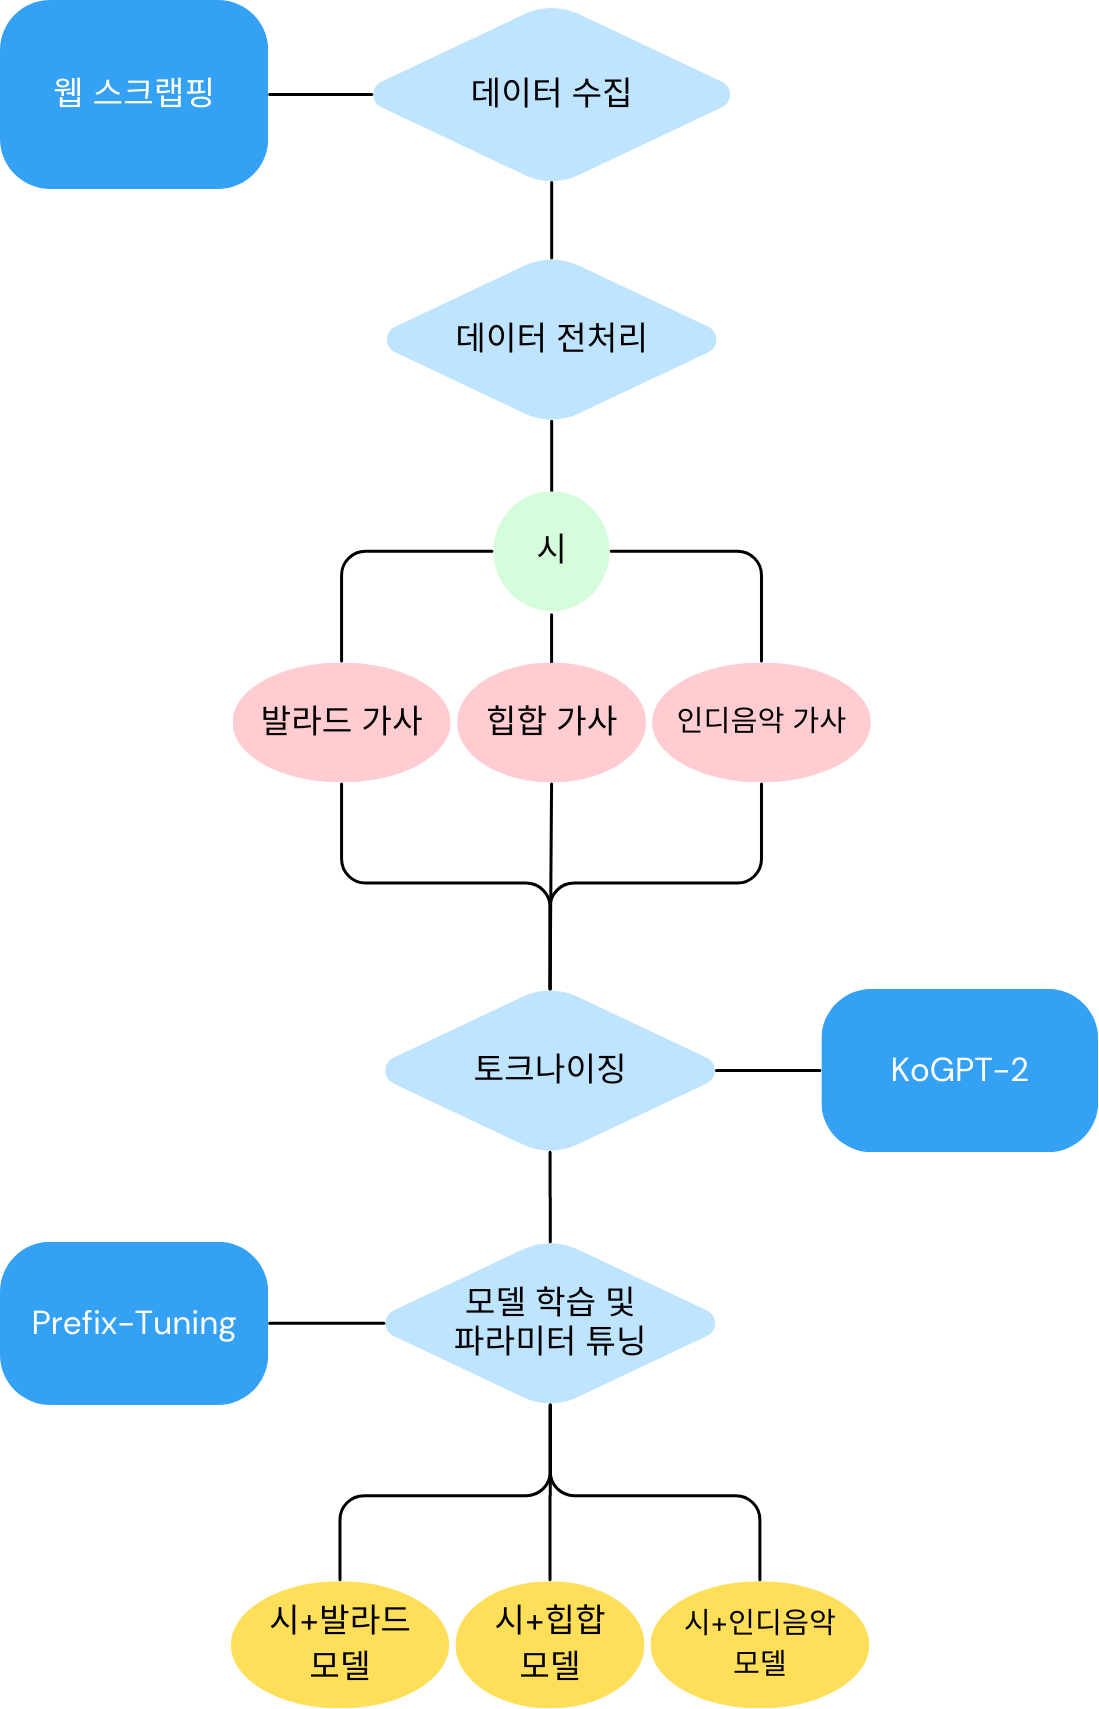 웹 스크랩핑
데이터 수집
데이터 전처리
시
발라드 가사
힙합 가사
인디음악 가사
토크나이징
KoGPT-2
Prefix-Tuning
모델 학습 및
파라미터 튜닝
시+발라드
모델
시+힙합
모델
시+인디음악
모델